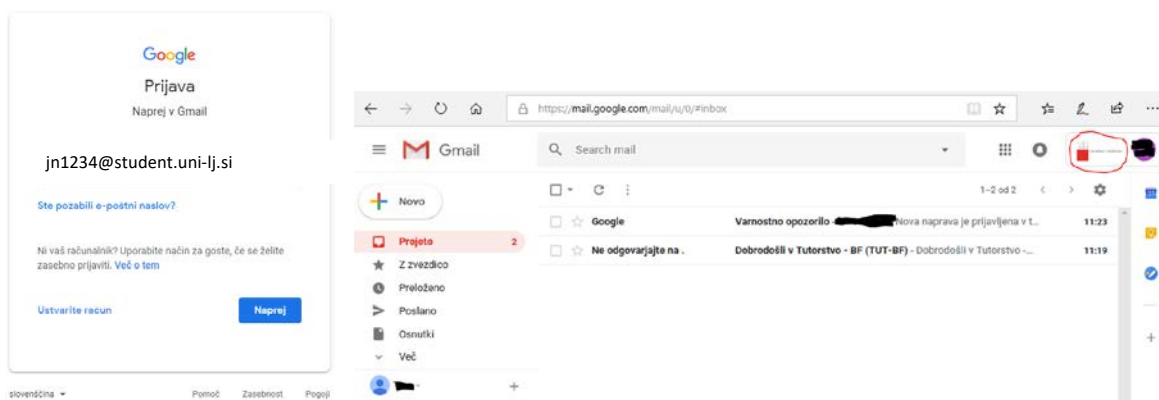 Google
Prijava
Naprej v Gmail
jn1234@student.uni-lj.si
Ste pozabili e-poštni naslov?
Ni vaš računalnik? Uporabite način za goste, če se želite
zasebno prijaviti. Več o tem
Ustvarite račun
Naprej
slovenščina
Pomoč Zasebnost Pogoji
https://mail.google.com/mail/u/0/#inbox
Gmail
Search mail
1–2 od 2
Novo
Google Varnostno opozorilo - Nova naprava je prijavljena v t... 11:23
Prejeto 2
Ne odgovarjajte na . Dobrodošli v Tutorstvo - BF (TUT-BF) - Dobrodošli v Tutorstvo -... 11:19
Z zvezdico
Preloženo
Poslano
Osnutki
Več